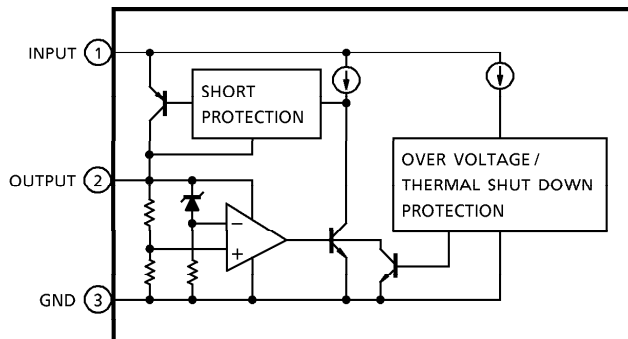 INPUT 1
SHORT
PROTECTION
OVER VOLTAGE /
THERMAL SHUT DOWN
PROTECTION
OUTPUT 2
−
+
GND 3